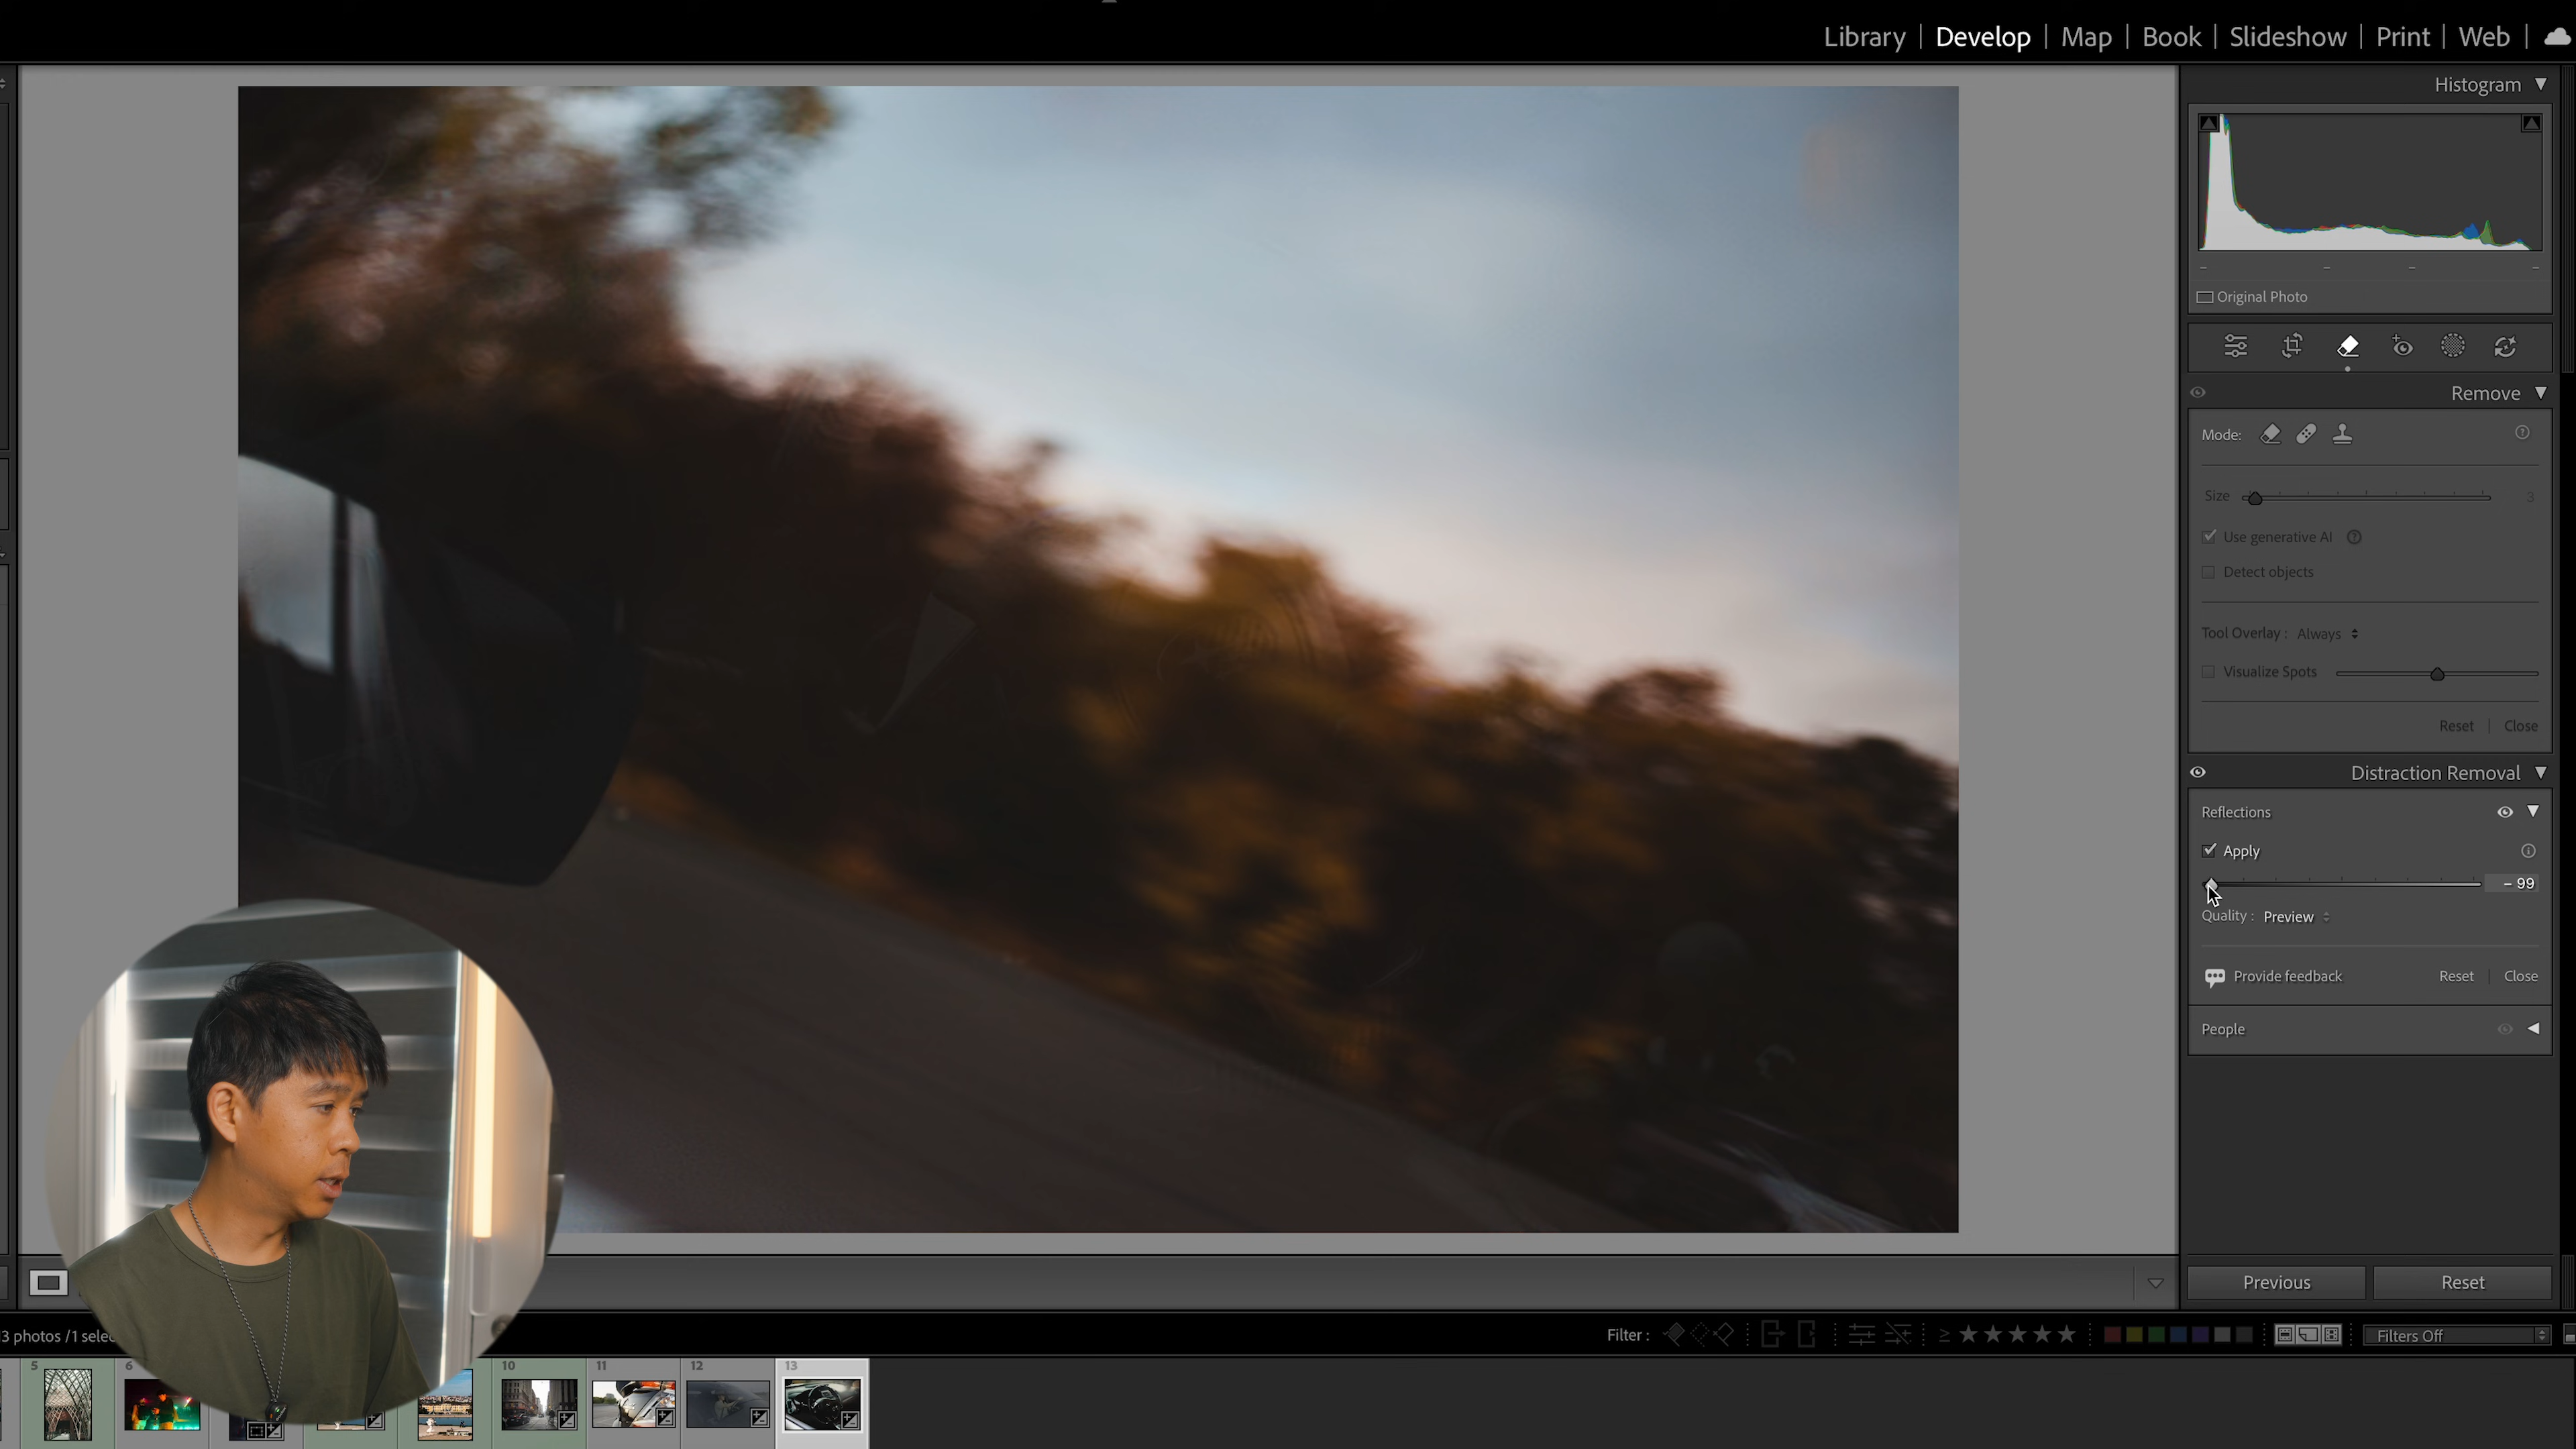 Library | Develop | Map | Book | Slideshow | Print | Web |
Histogram
Original Photo
Remove
Mode:
Size 3
Use generative AI
Detect objects
Tool Overlay : Always
Visualize Spots
Reset | Close
Distraction Removal
Reflections
Apply
– 99
Quality : Preview
Provide feedback Reset | Close
People
Previous Reset
3 photos /1 selec
Filter : ≥ Filters Off
5 6 10 11 12 13